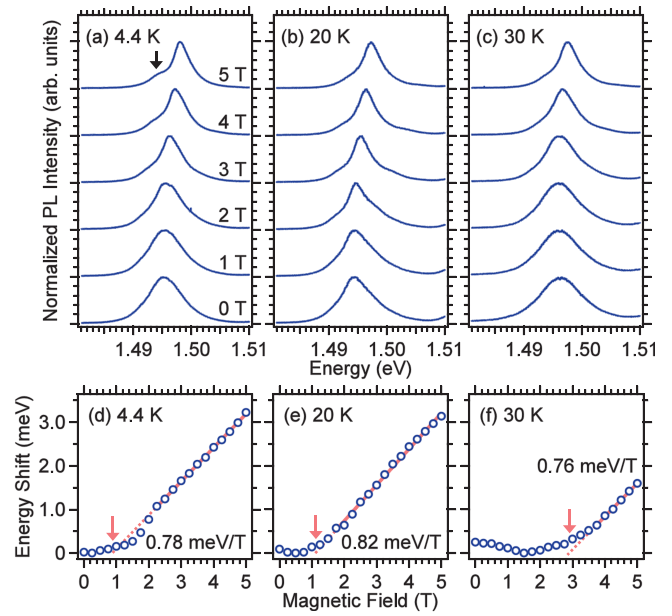 Normalized PL Intensity (arb. units)
(a) 4.4 K
5 T
4 T
3 T
2 T
1 T
0 T
(b) 20 K
(c) 30 K
1.49 1.50 1.51
1.49 1.50 1.51
1.49 1.50 1.51
Energy (eV)
Energy Shift (meV)
3.0
2.0
1.0
0
(d) 4.4 K
0.78 meV/T
(e) 20 K
0.82 meV/T
(f) 30 K
0.76 meV/T
0 1 2 3 4 5
0 1 2 3 4 5
0 1 2 3 4 5
Magnetic Field (T)